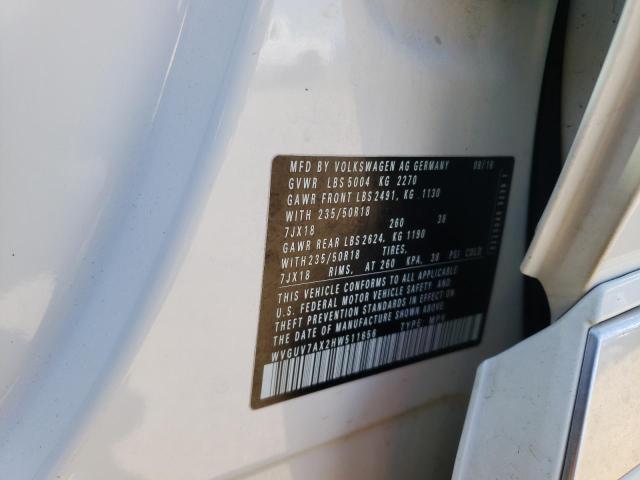 MFD BY VOLKSWAGEN AG GERMANY 09/16
GVWR LBS 5004 KG 2270
GAWR FRONT LBS 2491, KG 1130
WITH 235/50R18
7JX18 260 38
GAWR REAR LBS 2624, KG 1190
WITH235/50R18 TIRES,
7JX18 RIMS, AT 260 KPA, 38 PSI COLD
THIS VEHICLE CONFORMS TO ALL APPLICABLE
U.S. FEDERAL MOTOR VEHICLE SAFETY AND
THEFT PREVENTION STANDARDS IN EFFECT ON
THE DATE OF MANUFACTURE SHOWN ABOVE.
WVGUV7AX2HW511656 TYPE: MPV